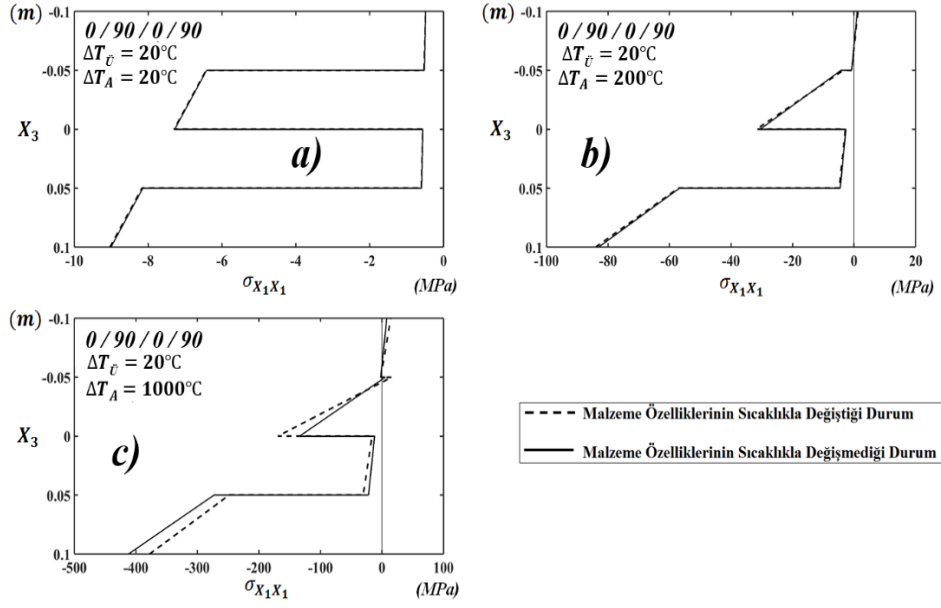 (m)
-0.1
0 / 90 / 0 / 90
ΔT_Ü = 20°C
ΔT_A = 20°C
-0.05
X₃
0
a)
0.05
0.1
-10 -8 -6 -4 -2 0
σ_X₁X₁ (MPa)
(m)
-0.1
0 / 90 / 0 / 90
ΔT_Ü = 20°C
ΔT_A = 200°C
-0.05
X₃
0
b)
0.05
0.1
-100 -80 -60 -40 -20 0 20
σ_X₁X₁ (MPa)
(m)
-0.1
0 / 90 / 0 / 90
ΔT_Ü = 20°C
ΔT_A = 1000°C
-0.05
X₃
0
c)
0.05
0.1
-500 -400 -300 -200 -100 0 100
σ_X₁X₁ (MPa)
Malzeme Özelliklerinin Sıcaklıkla Değiştiği Durum
Malzeme Özelliklerinin Sıcaklıkla Değişmediği Durum